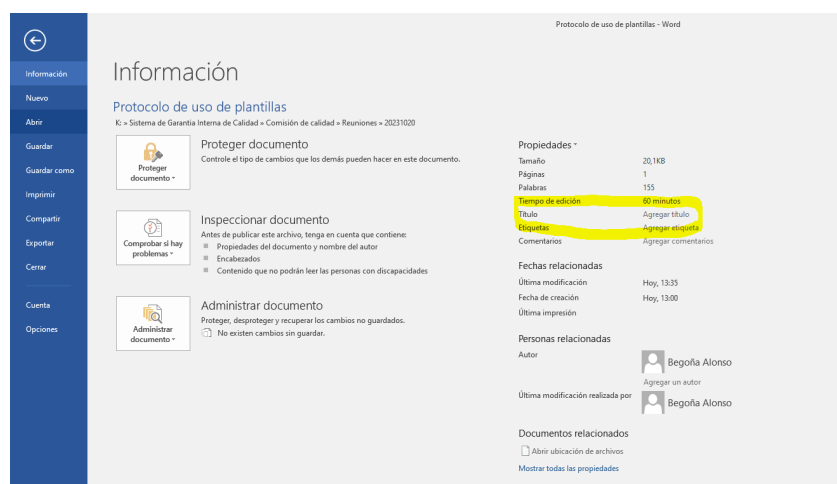 Protocolo de uso de plantillas - Word
Información
Nuevo
Abrir
Guardar
Guardar como
Imprimir
Compartir
Exportar
Cerrar
Cuenta
Opciones
Información
Protocolo de uso de plantillas
K: » Sistema de Garantia Interna de Calidad » Comisión de calidad » Reuniones » 20231020
Proteger documento
Proteger documento
Controle el tipo de cambios que los demás pueden hacer en este documento.
Comprobar si hay problemas
Inspeccionar documento
Antes de publicar este archivo, tenga en cuenta que contiene:
Propiedades del documento y nombre del autor
Encabezados
Contenido que no podrán leer las personas con discapacidades
Administrar documento
Administrar documento
Proteger, desproteger y recuperar los cambios no guardados.
No existen cambios sin guardar.
Propiedades
Tamaño 20,1KB
Páginas 1
Palabras 155
Tiempo de edición 60 minutos
Título Agregar título
Etiquetas Agregar etiqueta
Comentarios Agregar comentarios
Fechas relacionadas
Última modificación Hoy, 13:35
Fecha de creación Hoy, 13:00
Última impresión
Personas relacionadas
Autor Begoña Alonso
Agregar un autor
Última modificación realizada por Begoña Alonso
Documentos relacionados
Abrir ubicación de archivos
Mostrar todas las propiedades